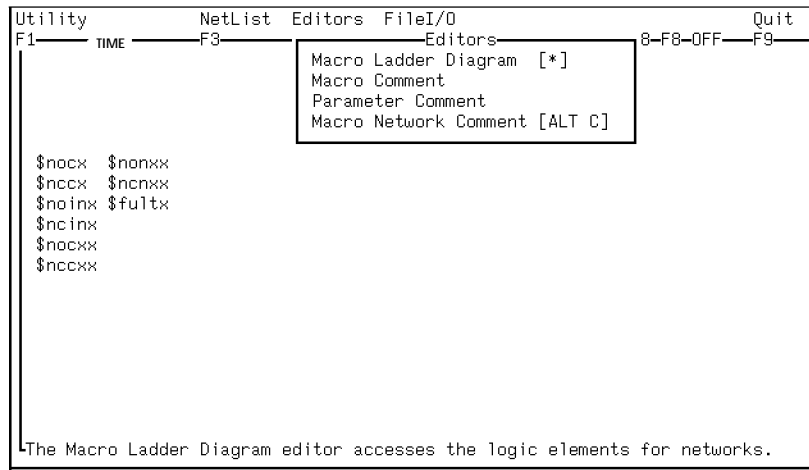 Utility NetList Editors FileI/O Quit
F1 TIME F3 Editors 8-F8-OFF F9
Macro Ladder Diagram [*]
Macro Comment
Parameter Comment
Macro Network Comment [ALT C]
$nocx $nonxx
$nccx $ncnxx
$noinx $fultx
$ncinx
$nocxx
$nccxx
The Macro Ladder Diagram editor accesses the logic elements for networks.